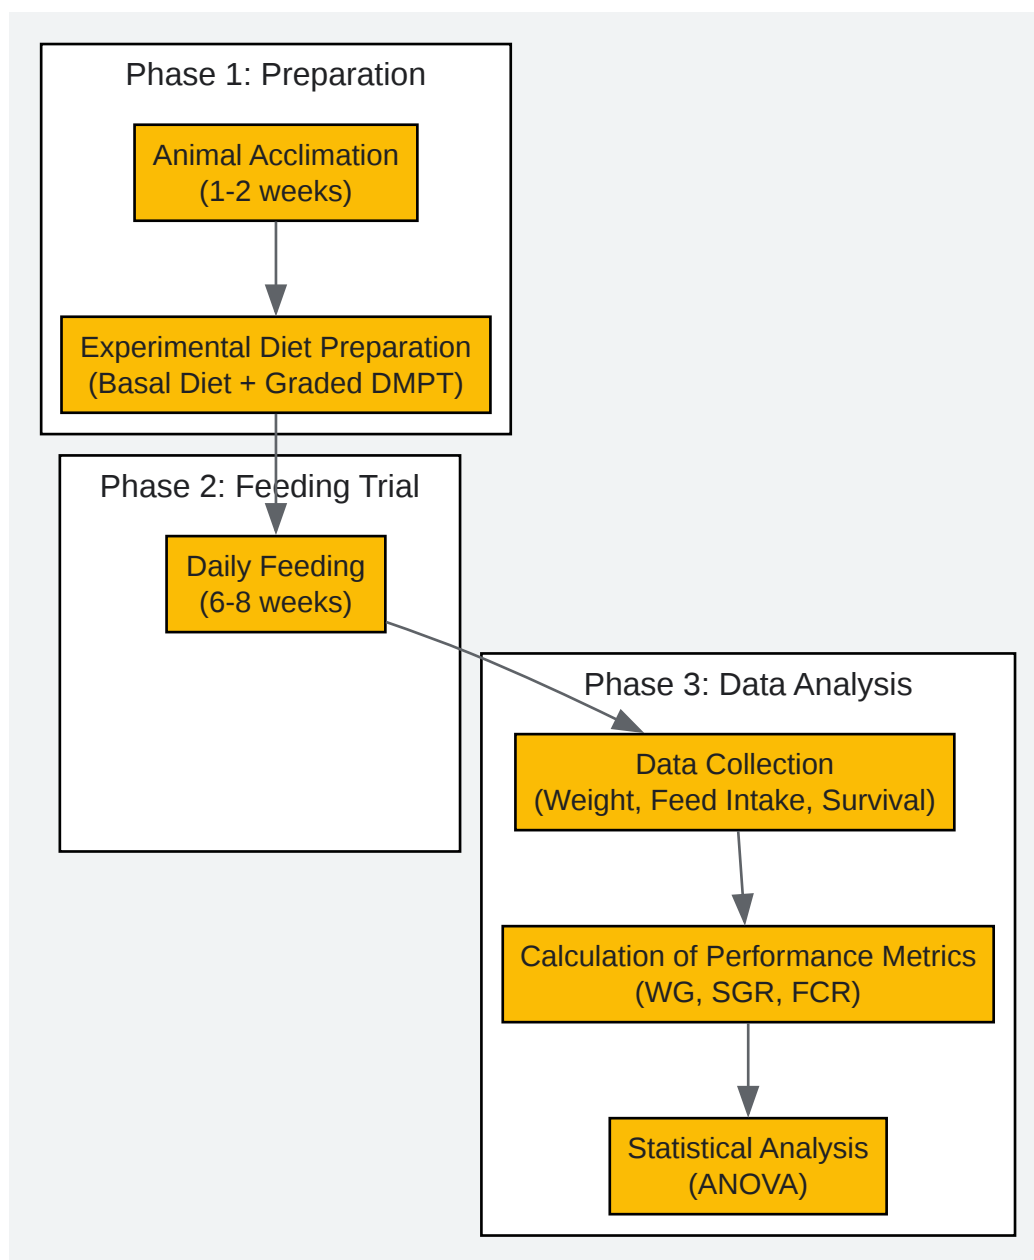 Phase 1: Preparation
Animal Acclimation
(1-2 weeks)
Experimental Diet Preparation
(Basal Diet + Graded DMPT)
Phase 2: Feeding Trial
Daily Feeding
(6-8 weeks)
Phase 3: Data Analysis
Data Collection
(Weight, Feed Intake, Survival)
Calculation of Performance Metrics
(WG, SGR, FCR)
Statistical Analysis
(ANOVA)